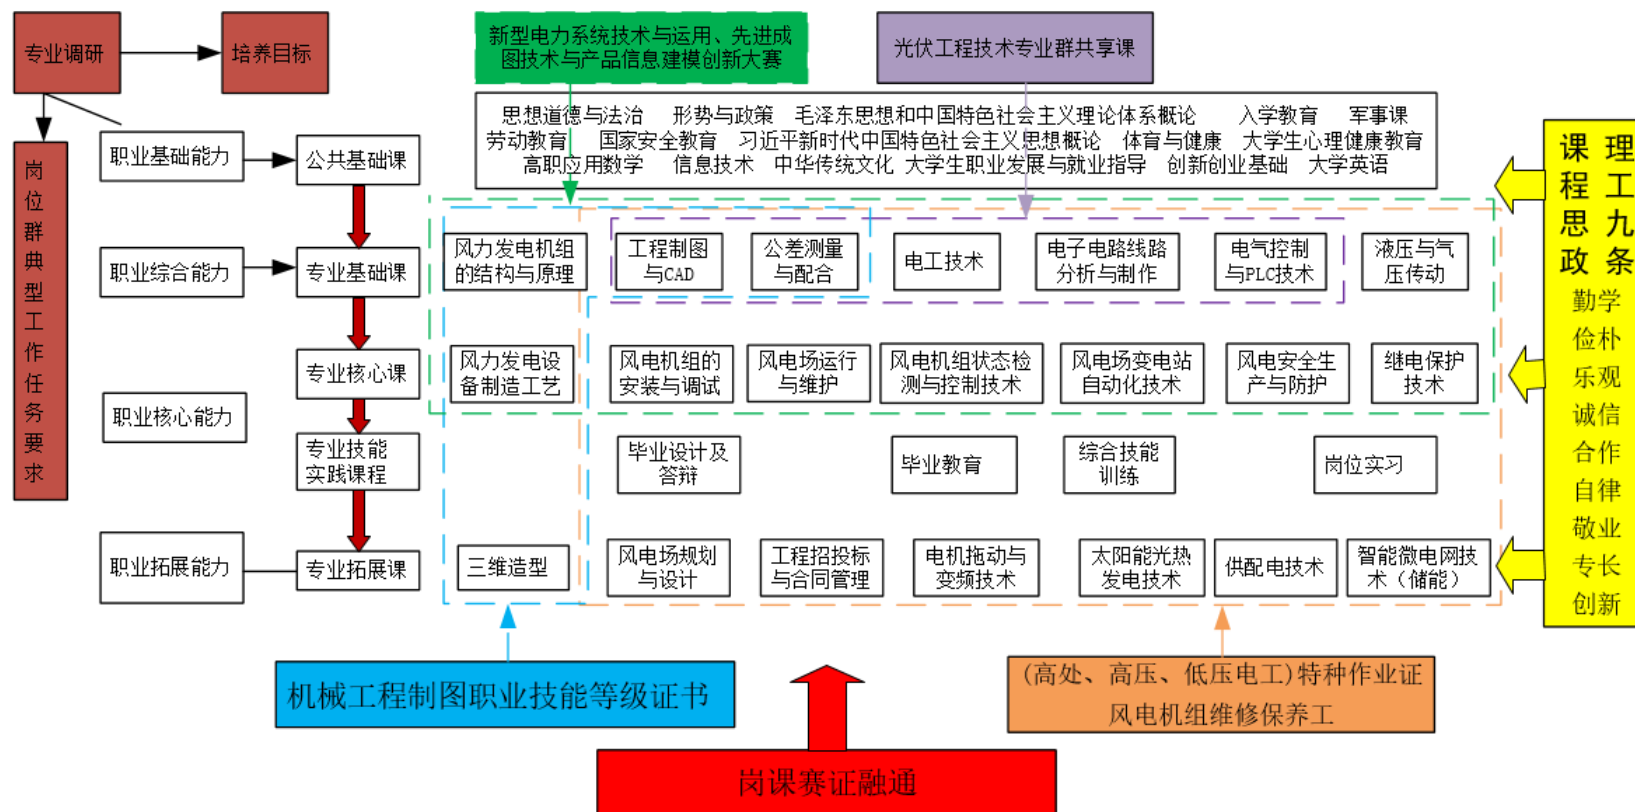 专业调研
培养目标
新型电力系统技术与运用、先进成
图技术与产品信息建模创新大赛
光伏工程技术专业群共享课
思想道德与法治 形势与政策 毛泽东思想和中国特色社会主义理论体系概论 入学教育 军事课
劳动教育 国家安全教育 习近平新时代中国特色社会主义思想概论 体育与健康 大学生心理健康教育
高职应用数学 信息技术 中华传统文化 大学生职业发展与就业指导 创新创业基础 大学英语
岗位群典型工作任务要求
职业基础能力
公共基础课
职业综合能力
专业基础课
风力发电机组
的结构与原理
工程制图
与CAD
公差测量
与配合
电工技术
电子电路线路
分析与制作
电气控制
与PLC技术
液压与气
压传动
专业核心课
风力发电设
备制造工艺
风电机组的
安装与调试
风电场运行
与维护
风电机组状态检
测与控制技术
风电场变电站
自动化技术
风电安全生
产与防护
继电保护
技术
职业核心能力
专业技能
实践课程
毕业设计及
答辩
毕业教育
综合技能
训练
岗位实习
职业拓展能力
专业拓展课
三维造型
风电场规划
与设计
工程招投标
与合同管理
电机拖动与
变频技术
太阳能光热
发电技术
供配电技术
智能微电网技
术（储能）
课程思政
理工九条
勤学
俭朴
乐观
诚信
合作
自律
敬业
专长
创新
机械工程制图职业技能等级证书
(高处、高压、低压电工)特种作业证
风电机组维修保养工
岗课赛证融通